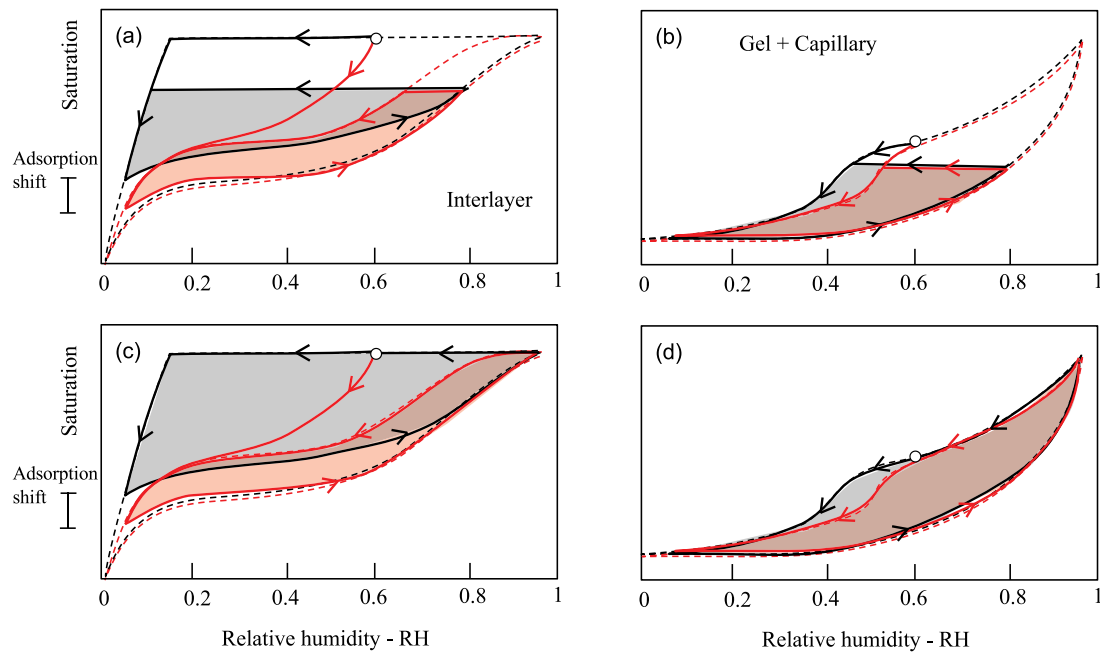 (a)
Saturation
Adsorption
shift
Interlayer
0
0.2
0.4
0.6
0.8
1
(b)
Gel + Capillary
0
0.2
0.4
0.6
0.8
1
(c)
Saturation
Adsorption
shift
0
0.2
0.4
0.6
0.8
1
Relative humidity - RH
(d)
0
0.2
0.4
0.6
0.8
1
Relative humidity - RH